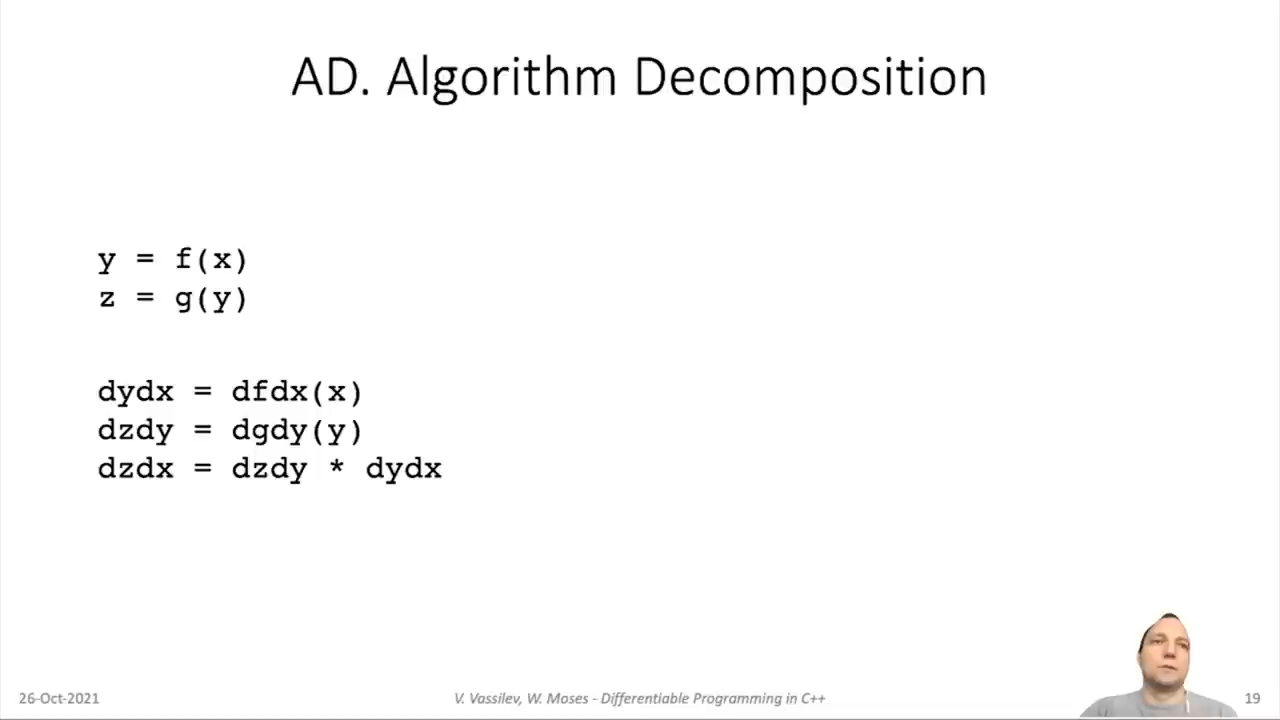 AD. Algorithm Decomposition
y = f(x)
z = g(y)
dydx = dfdx(x)
dzdy = dgdy(y)
dzdx = dzdy * dydx
26-Oct-2021
V. Vassilev, W. Moses - Differentiable Programming in C++
19